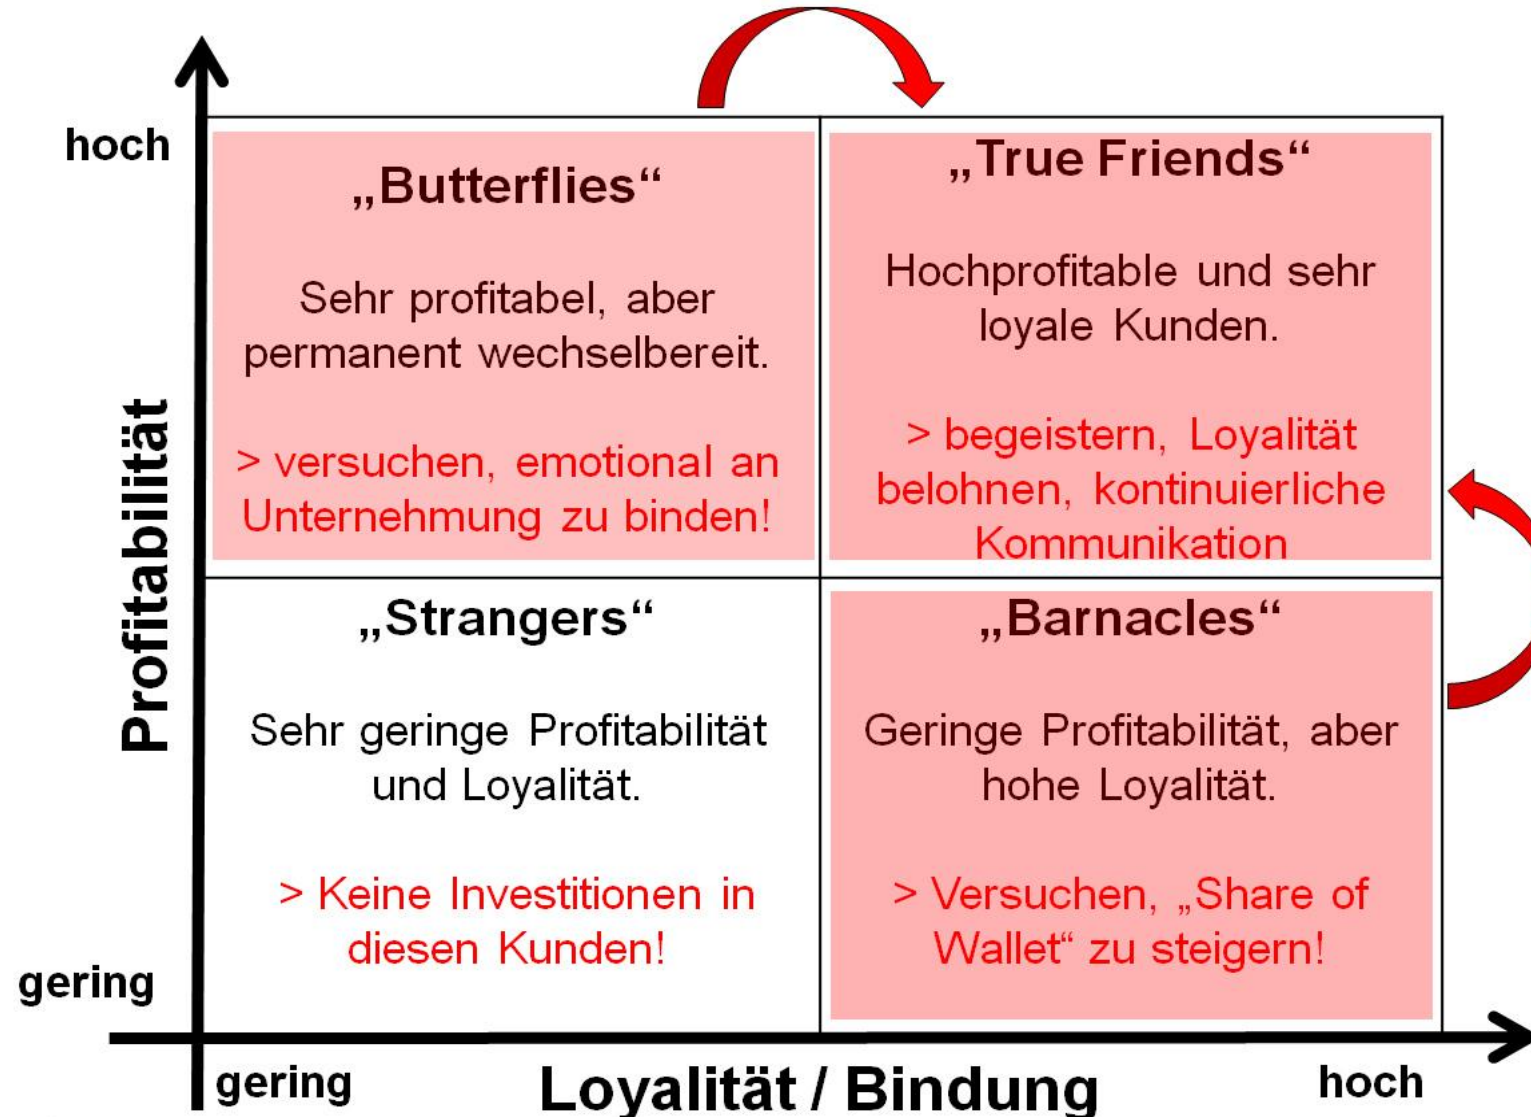 hoch
„Butterflies“
Sehr profitabel, aber
permanent wechselbereit.
> versuchen, emotional an
Unternehmung zu binden!
„True Friends“
Hochprofitable und sehr
loyale Kunden.
> begeistern, Loyalität
belohnen, kontinuierliche
Kommunikation
Profitabilität
„Strangers“
Sehr geringe Profitabilität
und Loyalität.
> Keine Investitionen in
diesen Kunden!
„Barnacles“
Geringe Profitabilität, aber
hohe Loyalität.
> Versuchen, „Share of
Wallet“ zu steigern!
gering
gering
Loyalität / Bindung
hoch